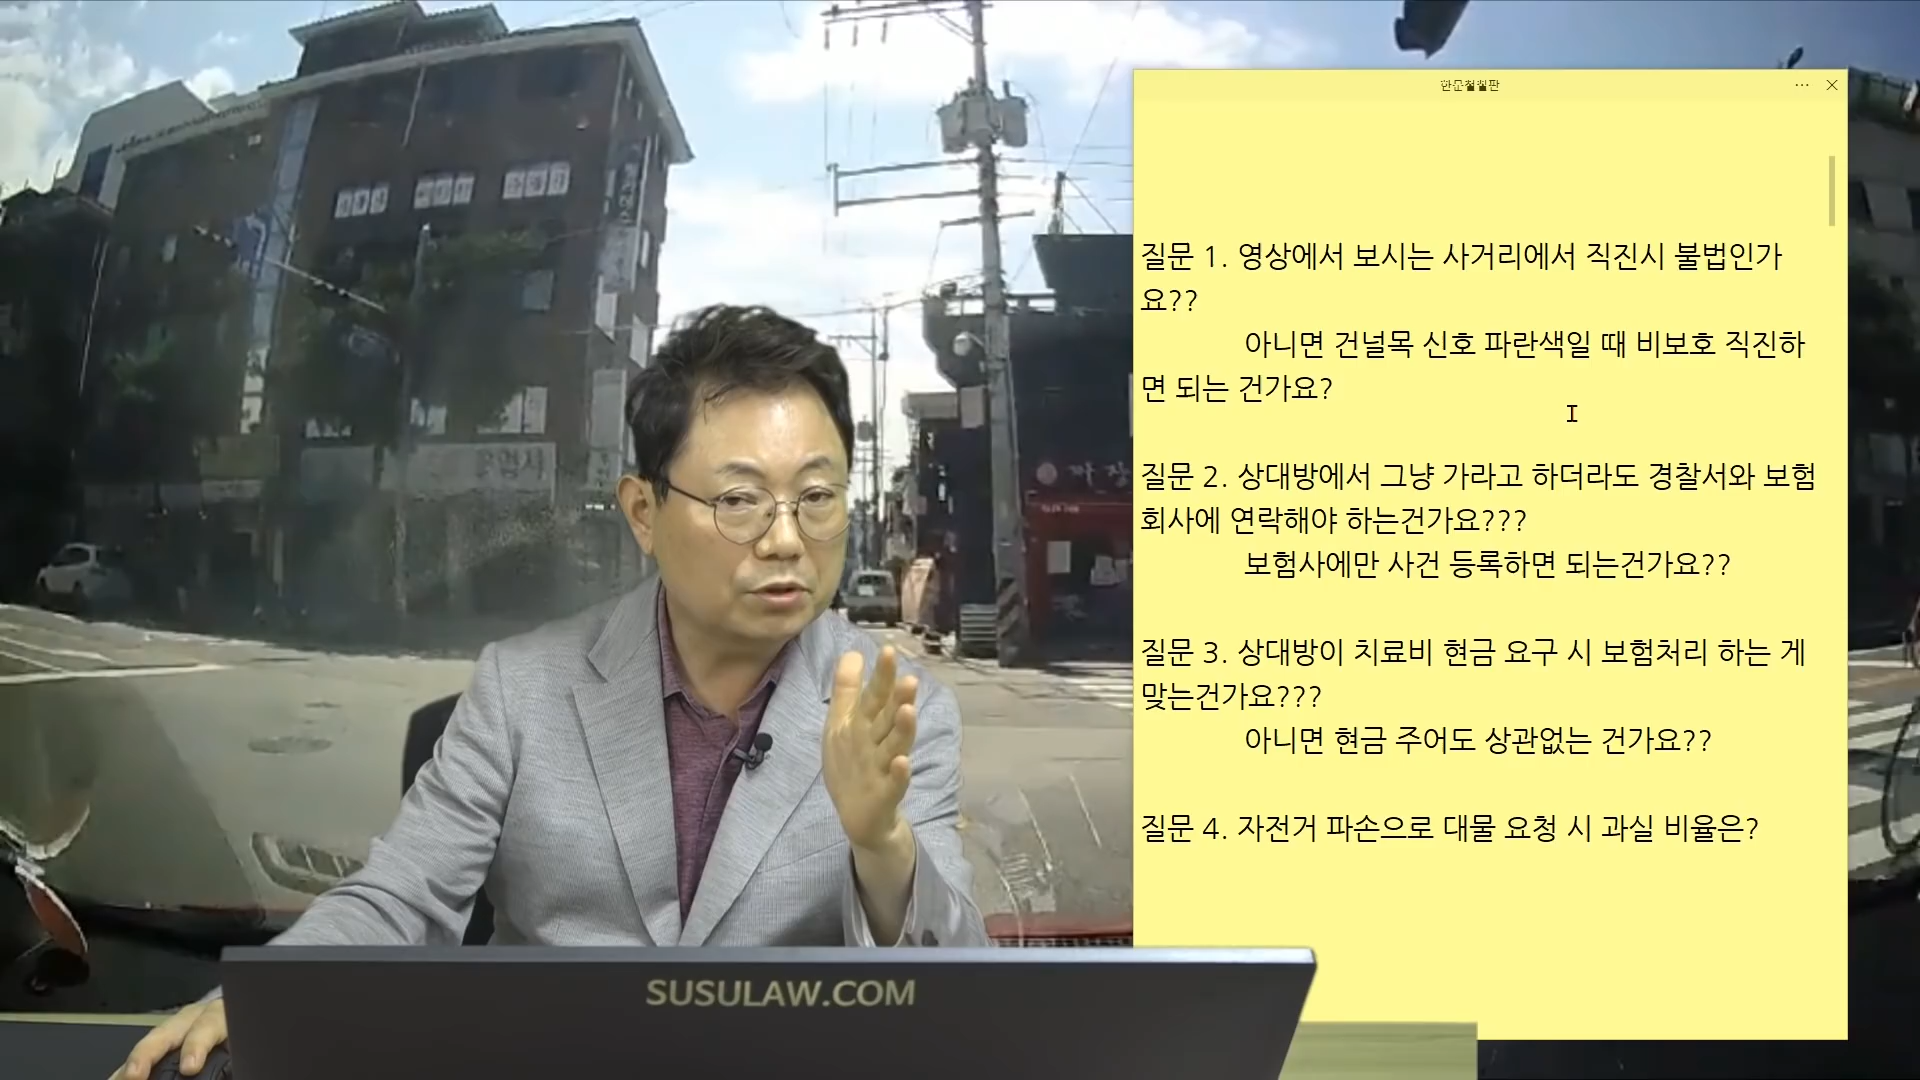 한문철칠판
질문 1. 영상에서 보시는 사거리에서 직진시 불법인가
요??
아니면 건널목 신호 파란색일 때 비보호 직진하
면 되는 건가요?
질문 2. 상대방에서 그냥 가라고 하더라도 경찰서와 보험
회사에 연락해야 하는건가요???
보험사에만 사건 등록하면 되는건가요??
질문 3. 상대방이 치료비 현금 요구 시 보험처리 하는 게
맞는건가요???
아니면 현금 주어도 상관없는 건가요??
질문 4. 자전거 파손으로 대물 요청 시 과실 비율은?
SUSULAW.COM